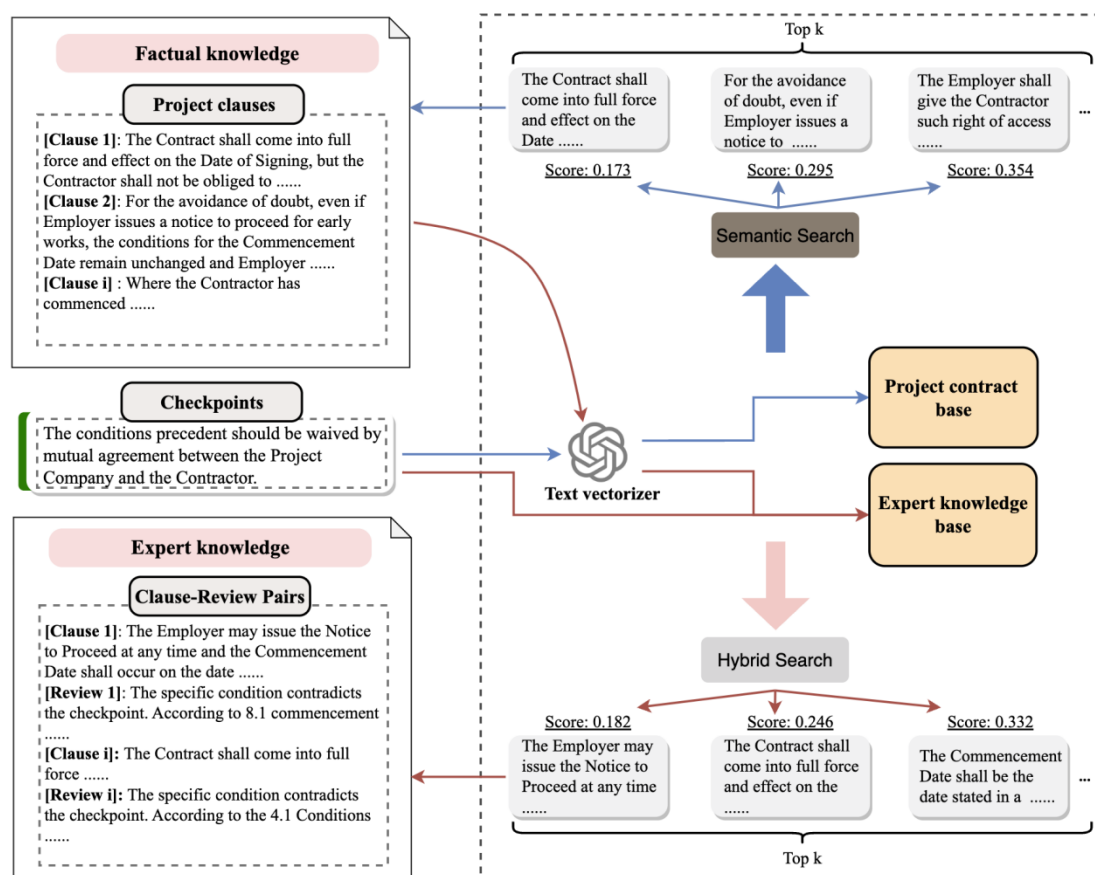 Factual knowledge
Project clauses
[Clause 1]: The Contract shall come into full
force and effect on the Date of Signing, but the
Contractor shall not be obliged to ......
[Clause 2]: For the avoidance of doubt, even if
Employer issues a notice to proceed for early
works, the conditions for the Commencement
Date remain unchanged and Employer ......
[Clause i] : Where the Contractor has
commenced ......
Checkpoints
The conditions precedent should be waived by
mutual agreement between the Project
Company and the Contractor.
Expert knowledge
Clause-Review Pairs
[Clause 1]: The Employer may issue the Notice
to Proceed at any time and the Commencement
Date shall occur on the date ......
[Review 1]: The specific condition contradicts
the checkpoint. According to 8.1 commencement
......
[Clause i]: The Contract shall come into full
force ......
[Review i]: The specific condition contradicts
the checkpoint. According to the 4.1 Conditions
......
Top k
The Contract shall
come into full force
and effect on the
Date ......
Score: 0.173
For the avoidance
of doubt, even if
Employer issues a
notice to ......
Score: 0.295
The Employer shall
give the Contractor
such right of access
......
Score: 0.354
...
Semantic Search
Text vectorizer
Project contract
base
Expert knowledge
base
Hybrid Search
Score: 0.182
The Employer may
issue the Notice to
Proceed at any time
......
Score: 0.246
The Contract shall
come into full force
and effect on the
......
Score: 0.332
The Commencement
Date shall be the
date stated in a ......
...
Top k